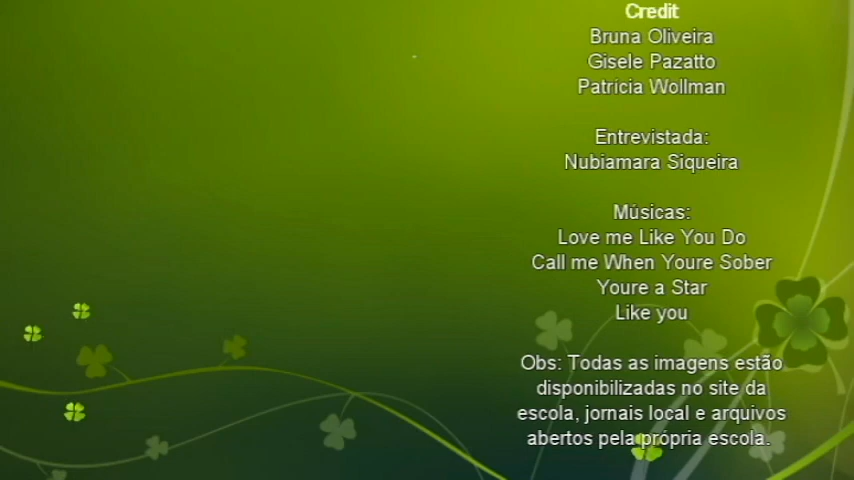 Credit
Bruna Oliveira
Gisele Pazatto
Patrícia Wollman
Entrevistada:
Nubiamara Siqueira
Músicas:
Love me Like You Do
Call me When Youre Sober
Youre a Star
Like you
Obs: Todas as imagens estão
disponibilizadas no site da
escola, jornais local e arquivos
abertos pela própria escola.